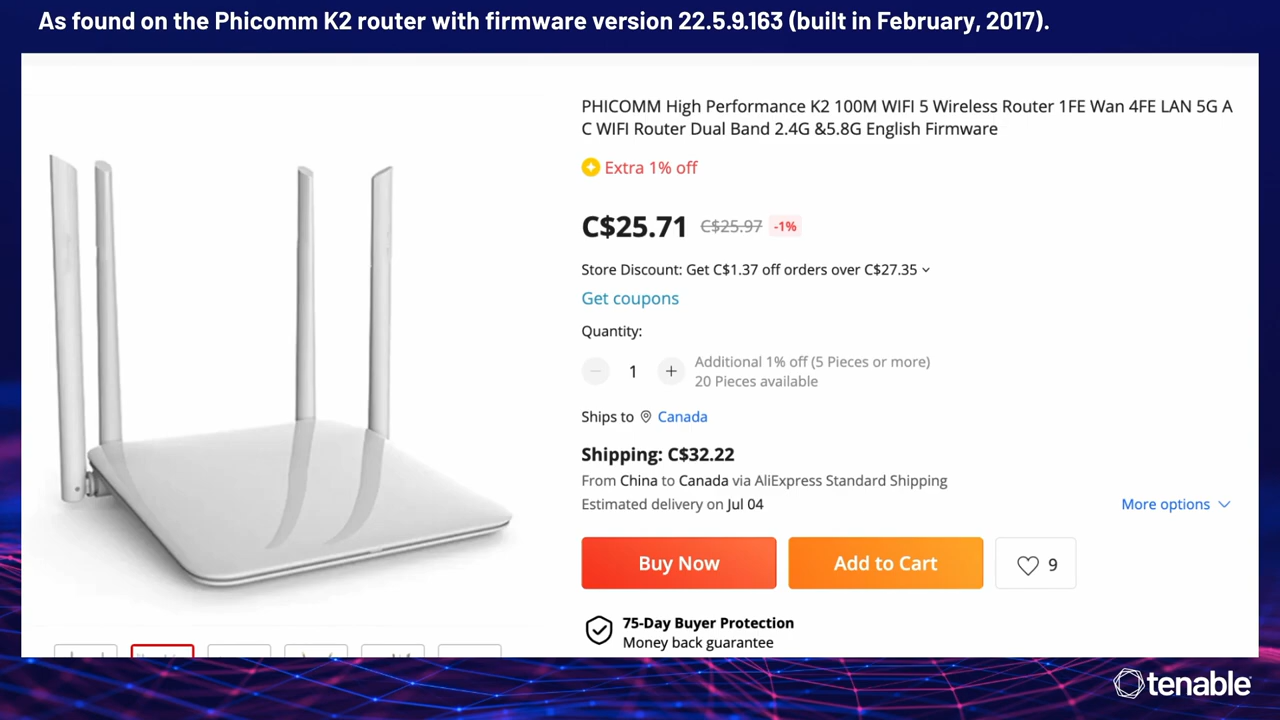 As found on the Phicomm K2 router with firmware version 22.5.9.163 (built in February, 2017).
PHICOMM High Performance K2 100M WIFI 5 Wireless Router 1FE Wan 4FE LAN 5G A
C WIFI Router Dual Band 2.4G &5.8G English Firmware
Extra 1% off
C$25.71 C$25.97 -1%
Store Discount: Get C$1.37 off orders over C$27.35
Get coupons
Quantity:
1
Additional 1% off (5 Pieces or more)
20 Pieces available
Ships to Canada
Shipping: C$32.22
From China to Canada via AliExpress Standard Shipping
Estimated delivery on Jul 04
More options
Buy Now
Add to Cart
9
75-Day Buyer Protection
Money back guarantee
tenable